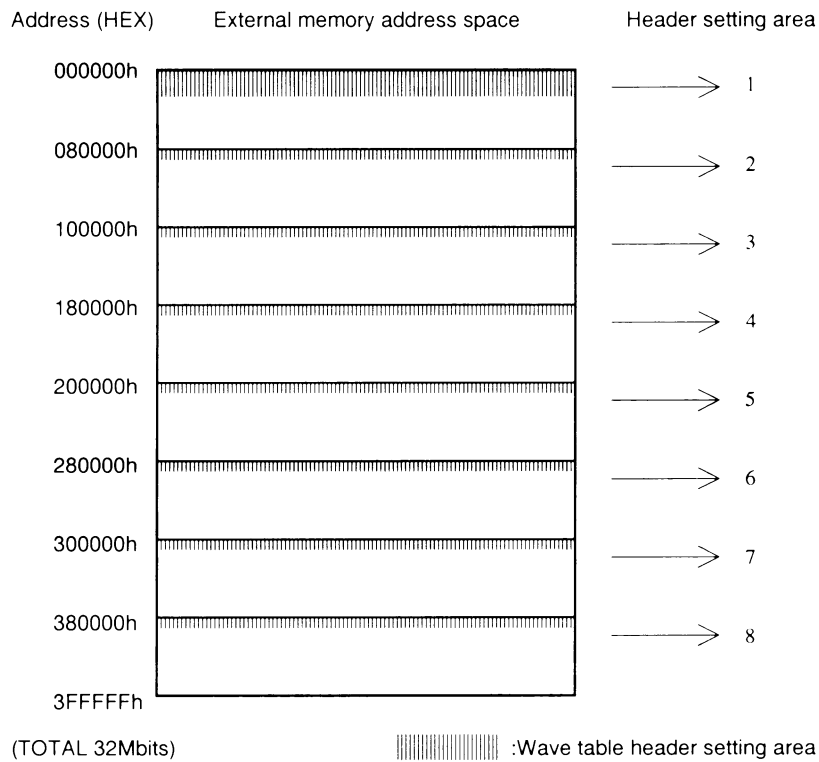 Address (HEX) External memory address space Header setting area
000000h 1
080000h 2
100000h 3
180000h 4
200000h 5
280000h 6
300000h 7
380000h 8
3FFFFFh
(TOTAL 32Mbits) :Wave table header setting area